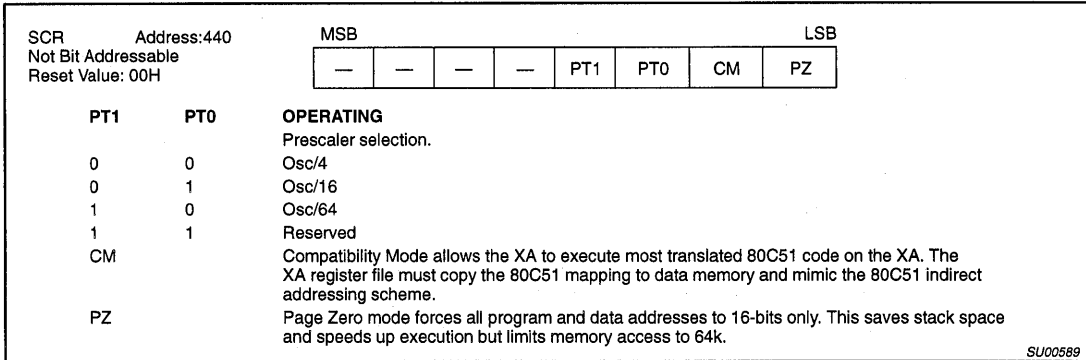 SCR Address:440
Not Bit Addressable
Reset Value: 00H
MSB LSB
— — — — PT1 PT0 CM PZ
PT1 PT0 OPERATING
Prescaler selection.
0 0 Osc/4
0 1 Osc/16
1 0 Osc/64
1 1 Reserved
CM Compatibility Mode allows the XA to execute most translated 80C51 code on the XA. The
XA register file must copy the 80C51 mapping to data memory and mimic the 80C51 indirect
addressing scheme.
PZ Page Zero mode forces all program and data addresses to 16-bits only. This saves stack space
and speeds up execution but limits memory access to 64k.
SU00589